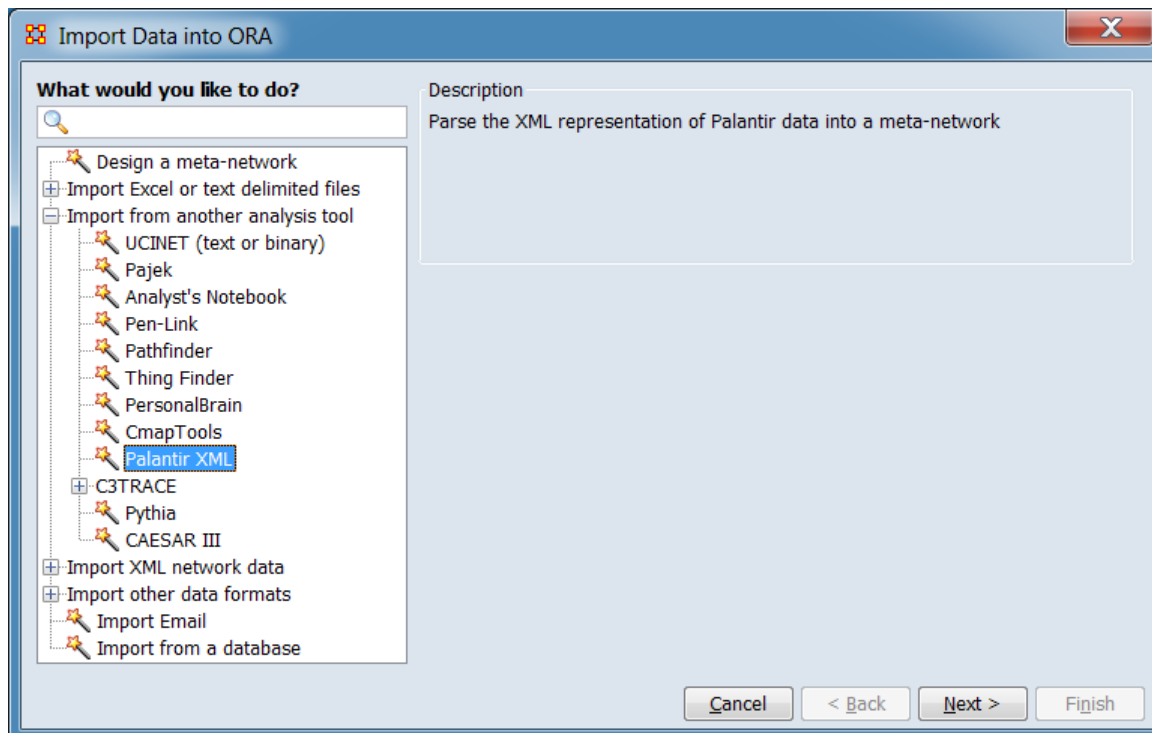 Import Data into ORA
What would you like to do?
Design a meta-network
Import Excel or text delimited files
Import from another analysis tool
UCINET (text or binary)
Pajek
Analyst's Notebook
Pen-Link
Pathfinder
Thing Finder
PersonalBrain
CmapTools
Palantir XML
C3TRACE
Pythia
CAESAR III
Import XML network data
Import other data formats
Import Email
Import from a database
Description
Parse the XML representation of Palantir data into a meta-network
Cancel
< Back
Next >
Finish